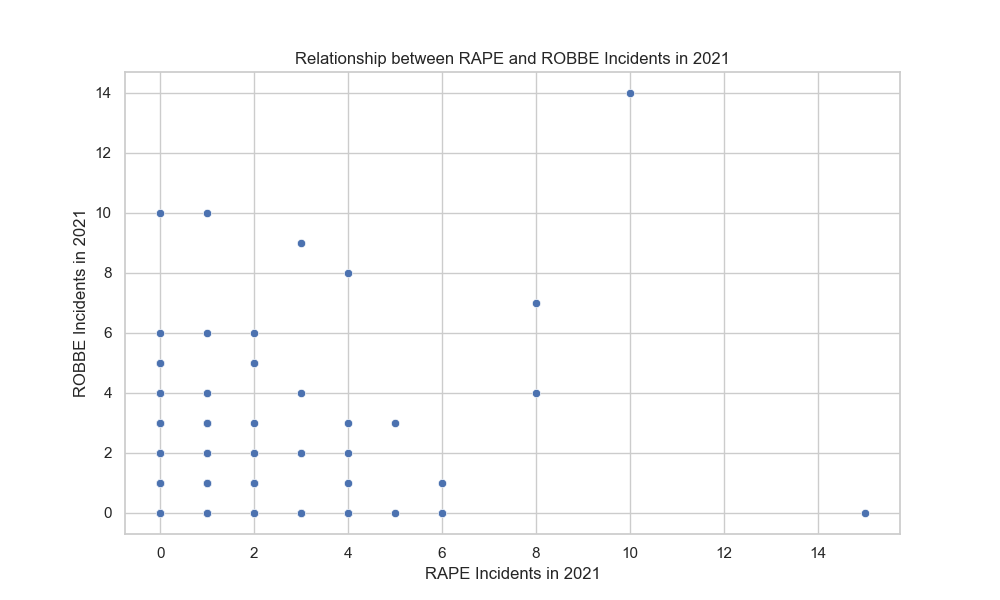 Relationship between RAPE and ROBBE Incidents in 2021
14
12
10
8
6
4
2
0
ROBBE Incidents in 2021
0 2 4 6 8 10 12 14
RAPE Incidents in 2021